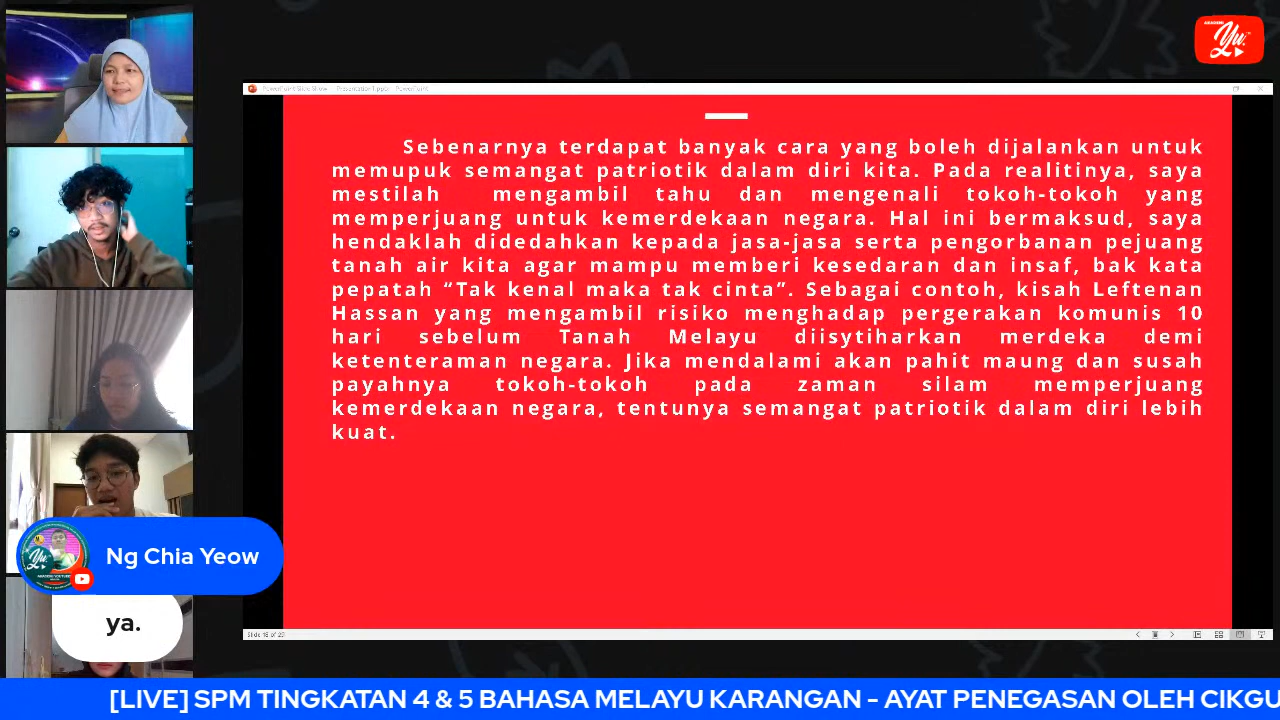 PowerPoint Slide Show - Presentation1.pptx - PowerPoint
Sebenarnya terdapat banyak cara yang boleh dijalankan untuk
memupuk semangat patriotik dalam diri kita. Pada realitinya, saya
mestilah mengambil tahu dan mengenali tokoh-tokoh yang
memperjuang untuk kemerdekaan negara. Hal ini bermaksud, saya
hendaklah didedahkan kepada jasa-jasa serta pengorbanan pejuang
tanah air kita agar mampu memberi kesedaran dan insaf, bak kata
pepatah “Tak kenal maka tak cinta”. Sebagai contoh, kisah Leftenan
Hassan yang mengambil risiko menghadap pergerakan komunis 10
hari sebelum Tanah Melayu diisytiharkan merdeka demi
ketenteraman negara. Jika mendalami akan pahit maung dan susah
payahnya tokoh-tokoh pada zaman silam memperjuang
kemerdekaan negara, tentunya semangat patriotik dalam diri lebih
kuat.
Ng Chia Yeow
ya.
[LIVE] SPM TINGKATAN 4 & 5 BAHASA MELAYU KARANGAN - AYAT PENEGASAN OLEH CIKGU